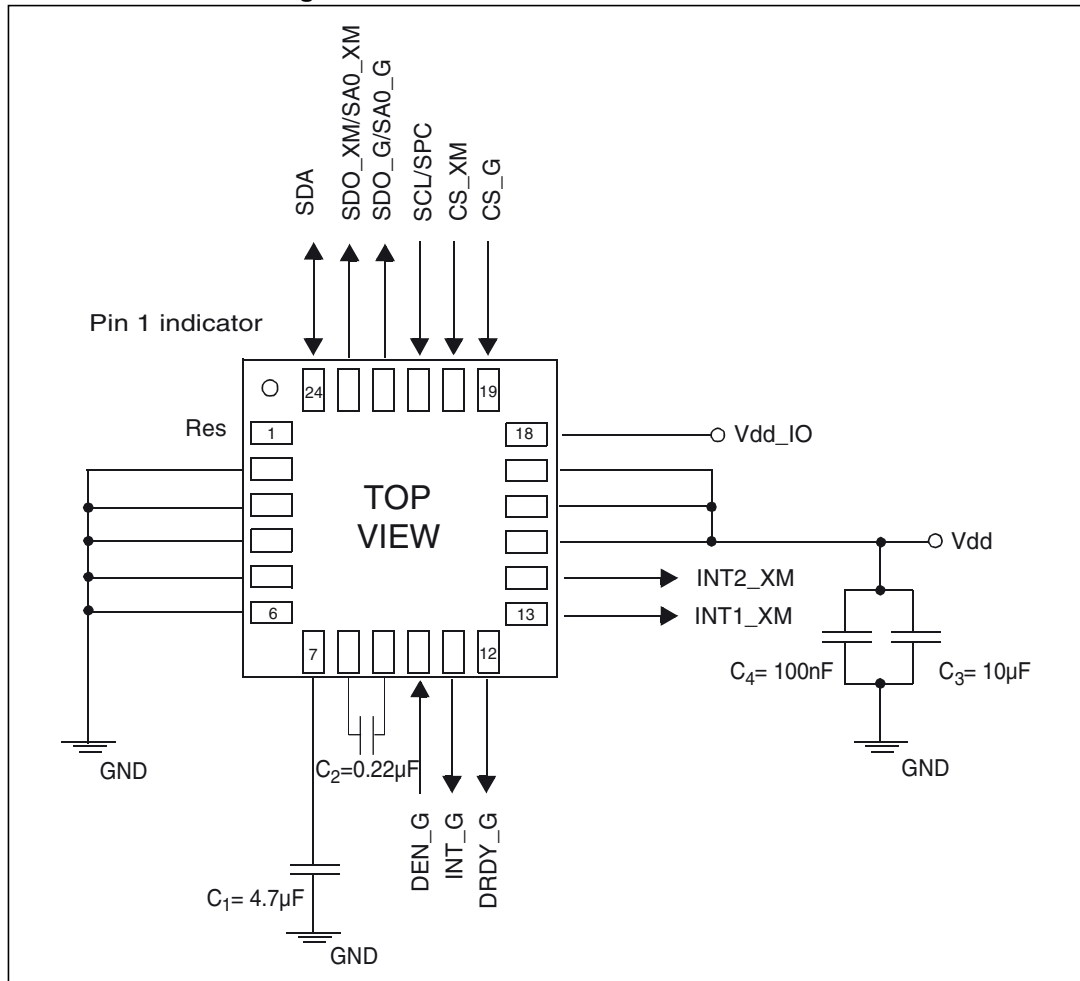 SDA
SDO_XM/SA0_XM
SDO_G/SA0_G
SCL/SPC
CS_XM
CS_G
Pin 1 indicator
24
19
Res
1
18
Vdd_IO
TOP
VIEW
Vdd
INT2_XM
6
13
INT1_XM
7
12
C4= 100nF
C3= 10µF
GND
C2=0.22µF
GND
DEN_G
INT_G
DRDY_G
C1= 4.7µF
GND